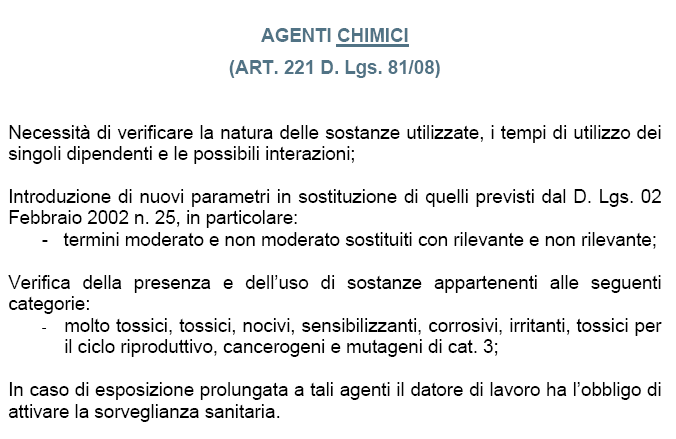 AGENTI CHIMICI
(ART. 221 D. Lgs. 81/08)
Necessità di verificare la natura delle sostanze utilizzate, i tempi di utilizzo dei
singoli dipendenti e le possibili interazioni;
Introduzione di nuovi parametri in sostituzione di quelli previsti dal D. Lgs. 02
Febbraio 2002 n. 25, in particolare:
- termini moderato e non moderato sostituiti con rilevante e non rilevante;
Verifica della presenza e dell'uso di sostanze appartenenti alle seguenti
categorie:
- molto tossici, tossici, nocivi, sensibilizzanti, corrosivi, irritanti, tossici per
il ciclo riproduttivo, cancerogeni e mutageni di cat. 3;
In caso di esposizione prolungata a tali agenti il datore di lavoro ha l'obbligo di
attivare la sorveglianza sanitaria.